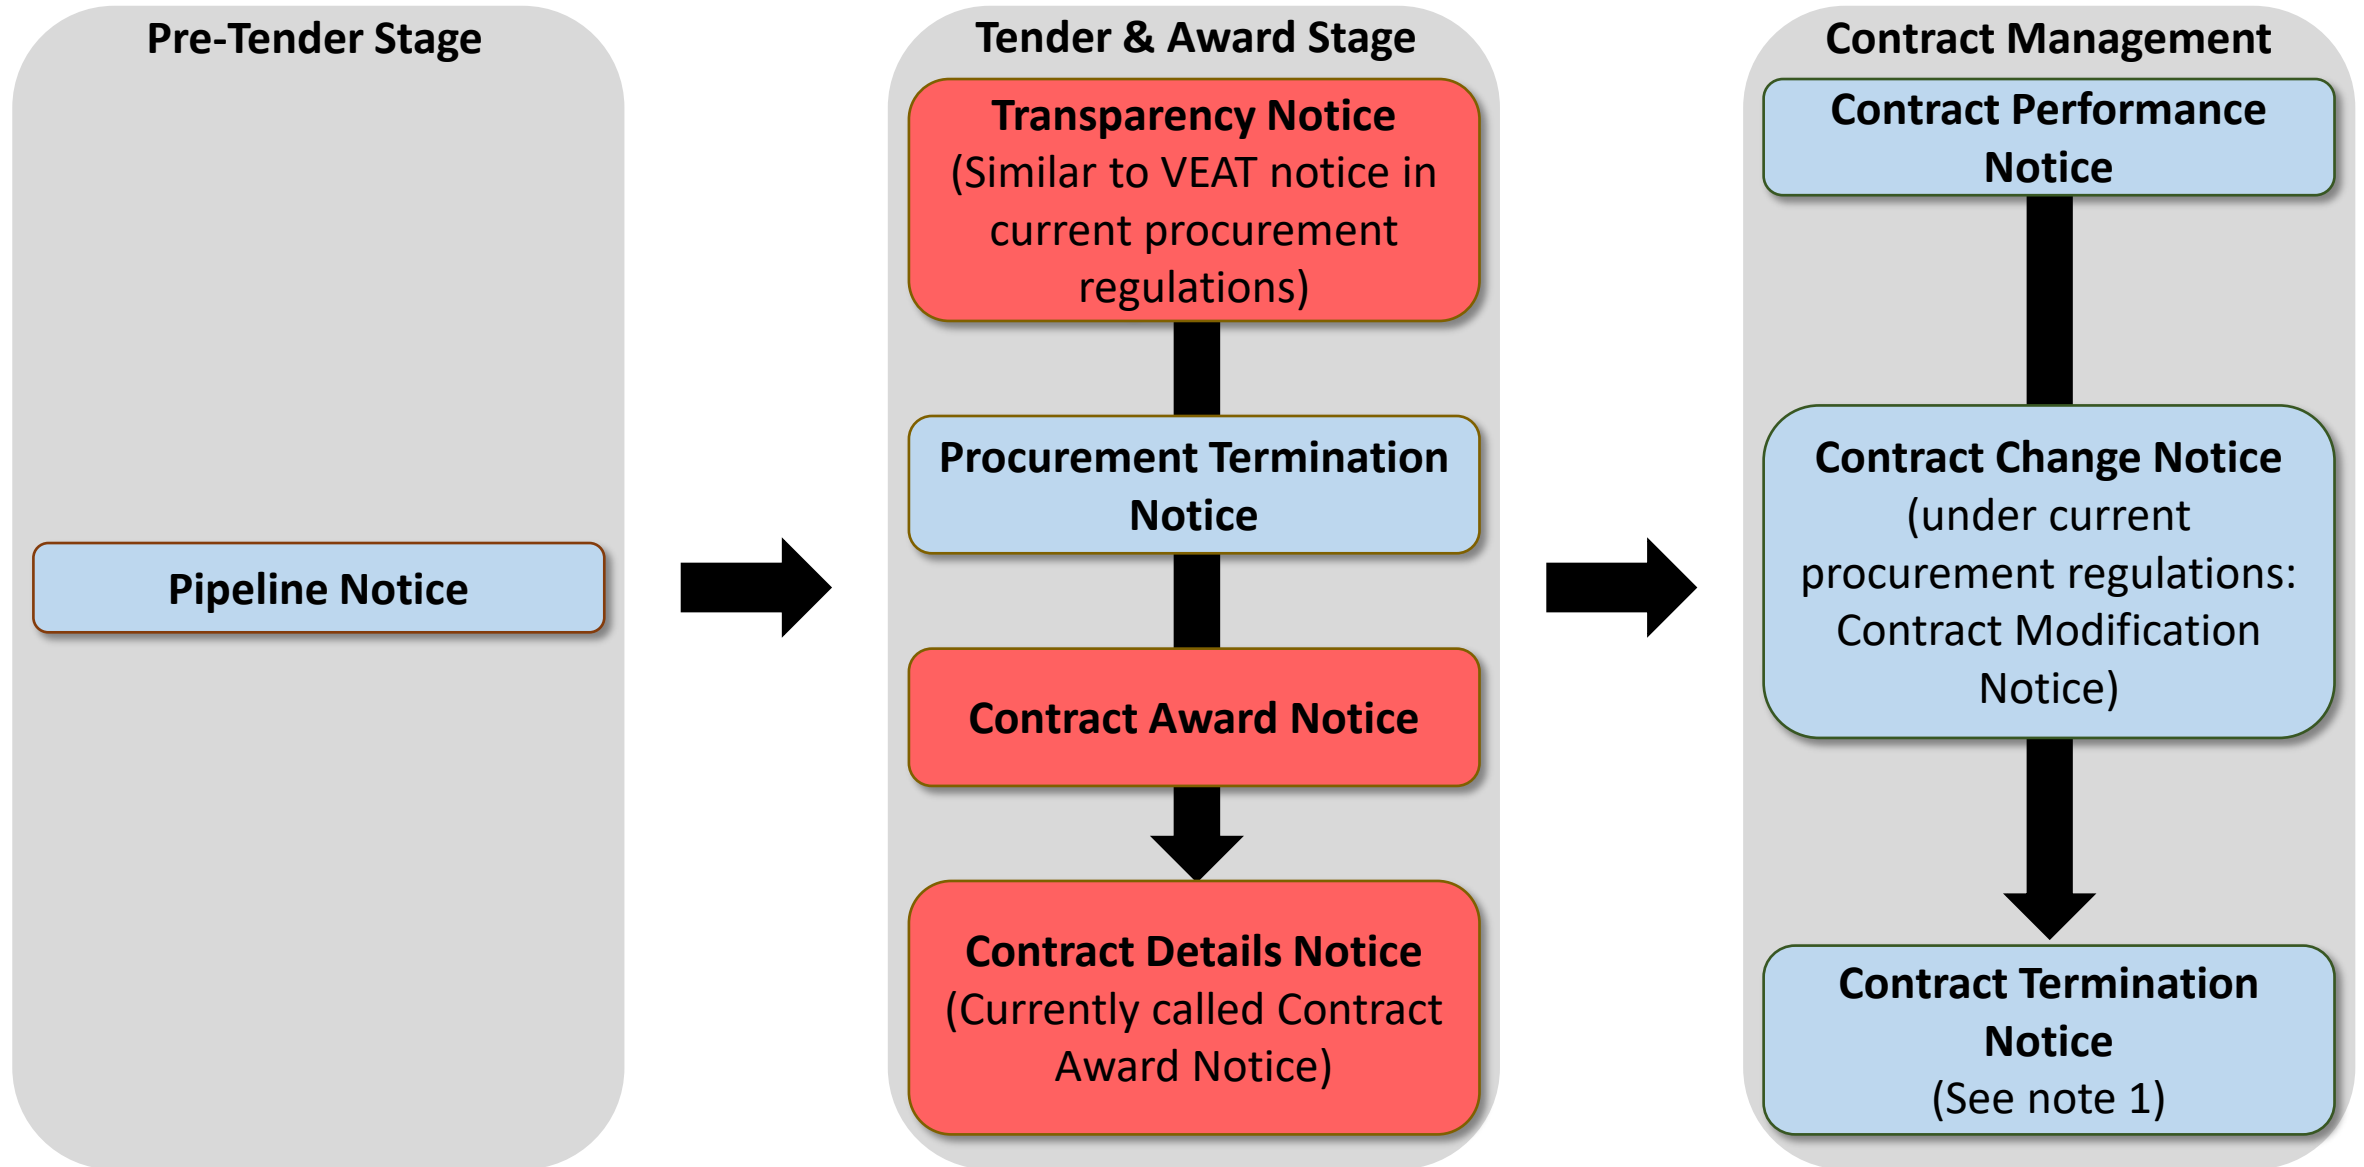 Pre-Tender Stage
Pipeline Notice
Tender & Award Stage
Transparency Notice
(Similar to VEAT notice in
current procurement
regulations)
Procurement Termination
Notice
Contract Award Notice
Contract Details Notice
(Currently called Contract
Award Notice)
Contract Management
Contract Performance
Notice
Contract Change Notice
(under current
procurement regulations:
Contract Modification
Notice)
Contract Termination
Notice
(See note 1)